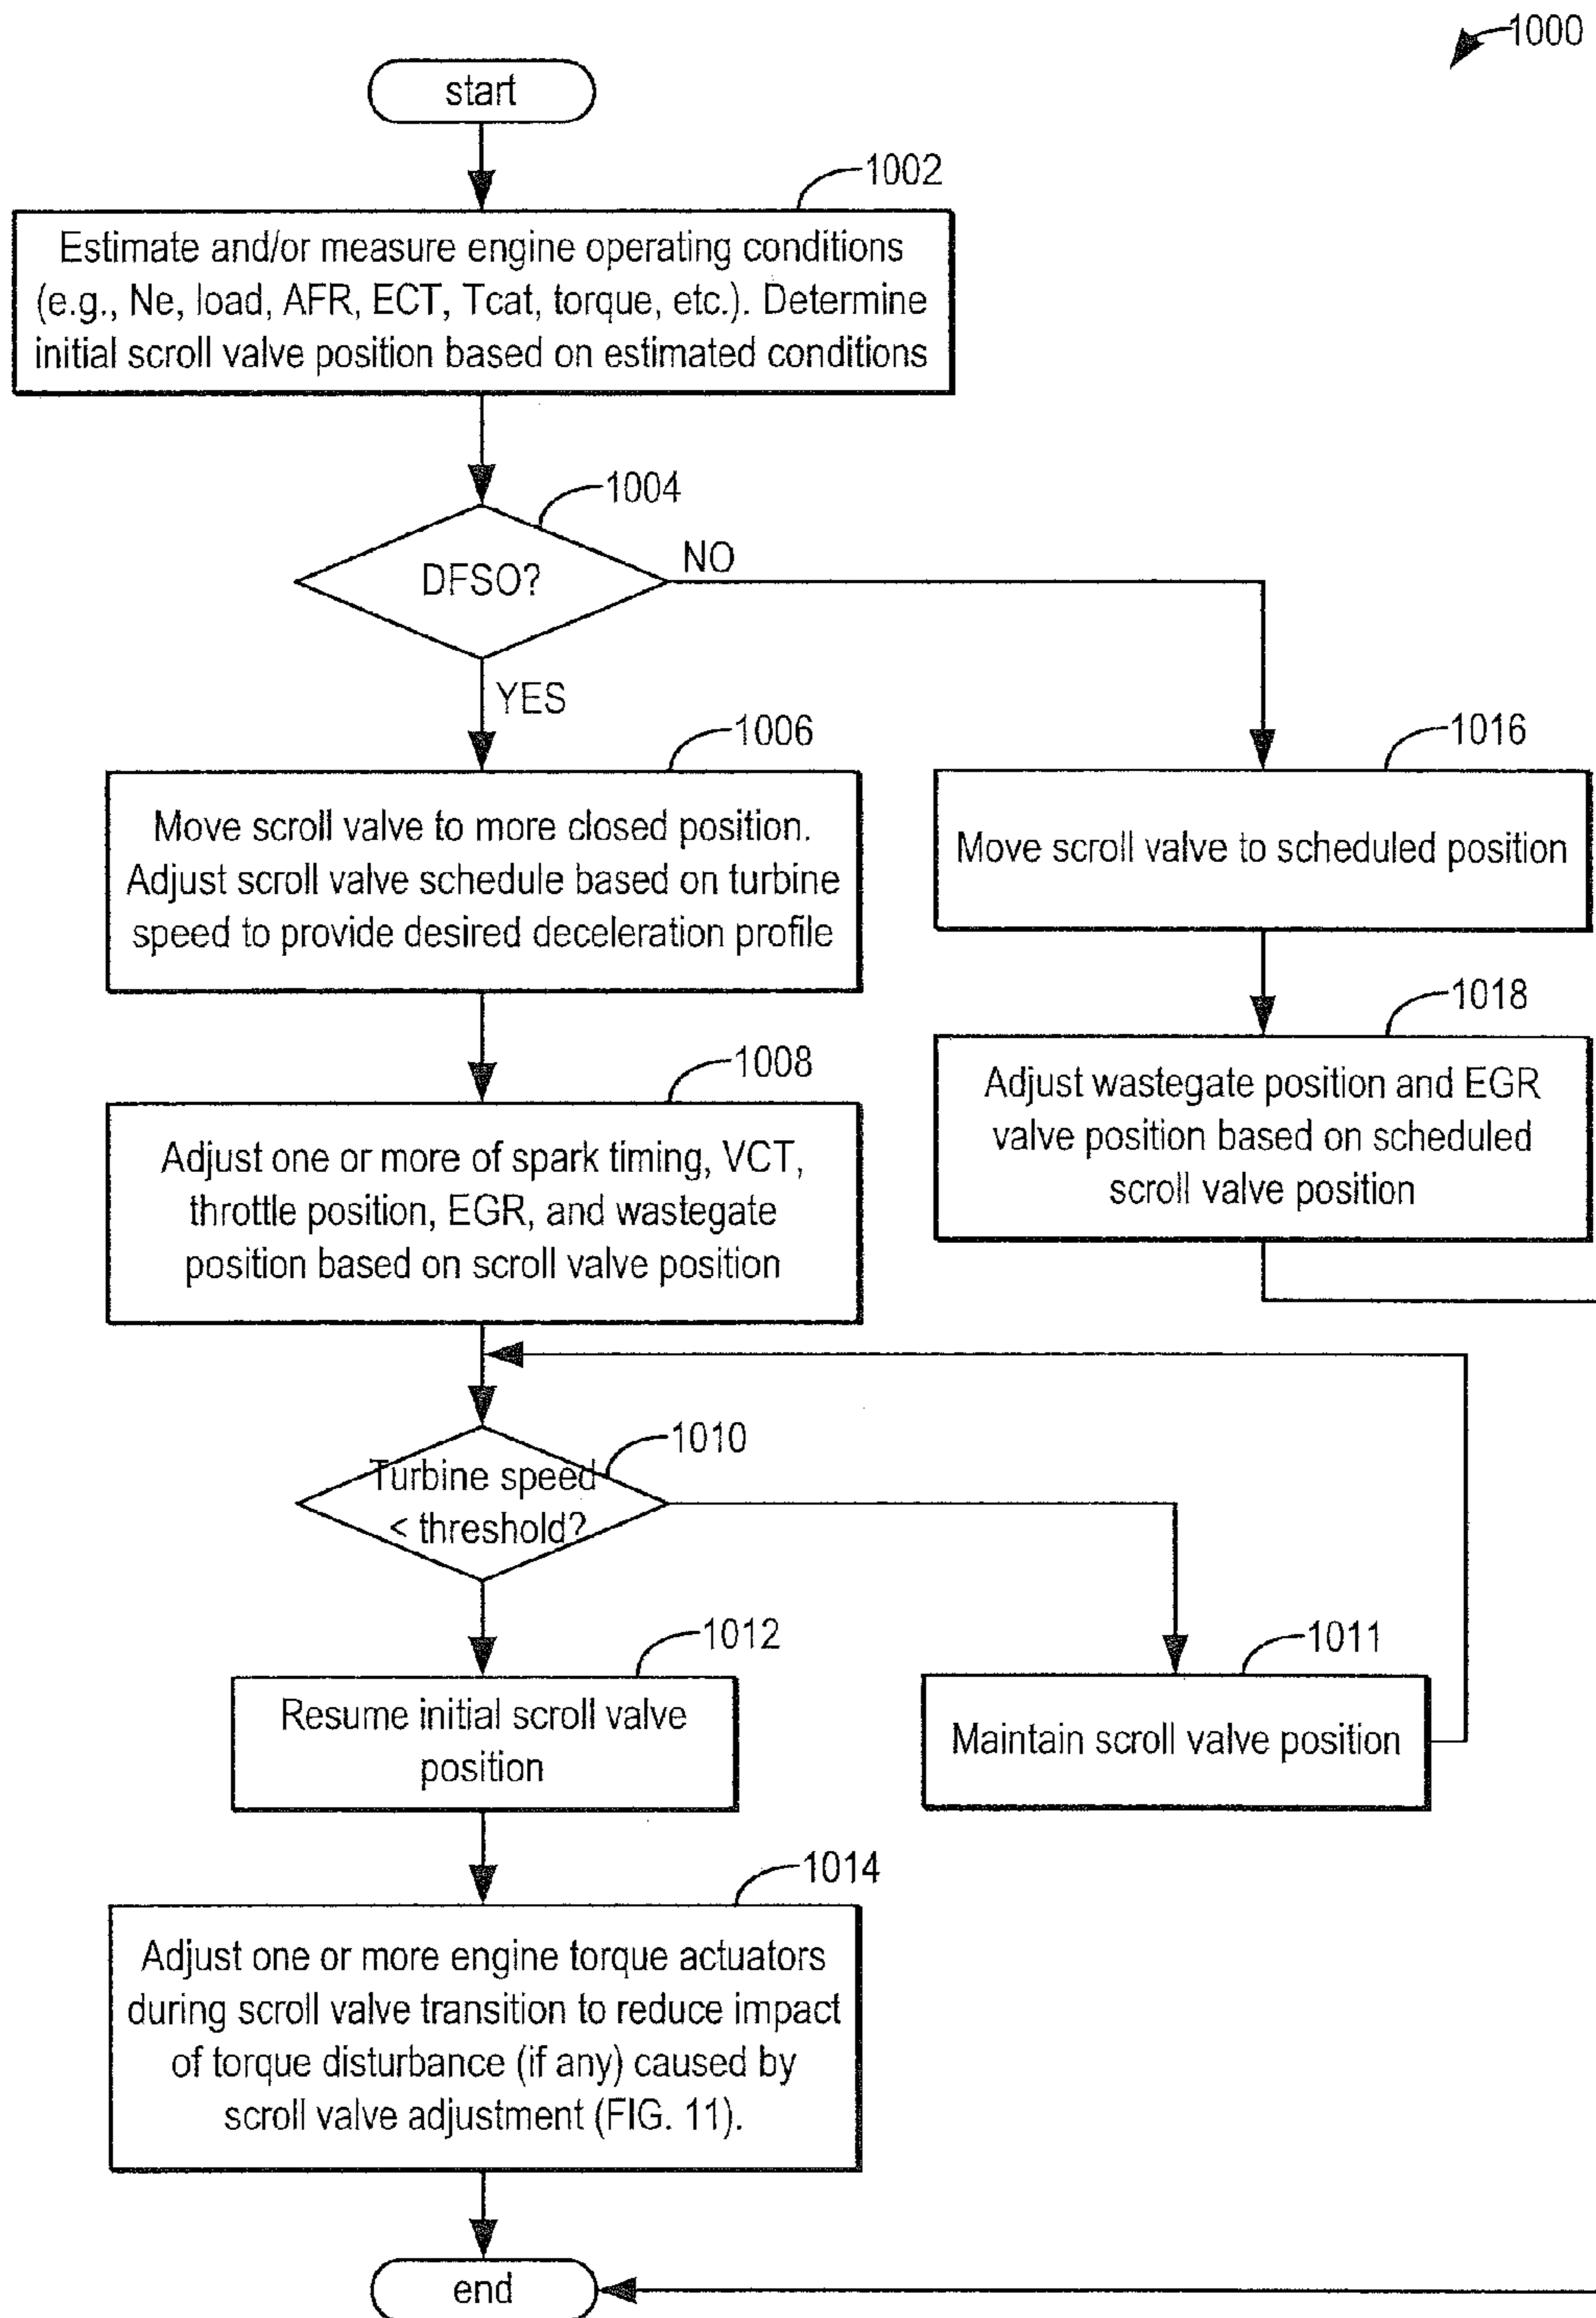 1000
start
1002
Estimate and/or measure engine operating conditions
(e.g., Ne, load, AFR, ECT, Tcat, torque, etc.). Determine
initial scroll valve position based on estimated conditions
1004
DFSO?
NO
YES
1006
Move scroll valve to more closed position.
Adjust scroll valve schedule based on turbine
speed to provide desired deceleration profile
1016
Move scroll valve to scheduled position
1018
Adjust wastegate position and EGR
valve position based on scheduled
scroll valve position
1008
Adjust one or more of spark timing, VCT,
throttle position, EGR, and wastegate
position based on scroll valve position
1010
Turbine speed
< threshold?
1012
Resume initial scroll valve
position
1011
Maintain scroll valve position
1014
Adjust one or more engine torque actuators
during scroll valve transition to reduce impact
of torque disturbance (if any) caused by
scroll valve adjustment (FIG. 11).
end